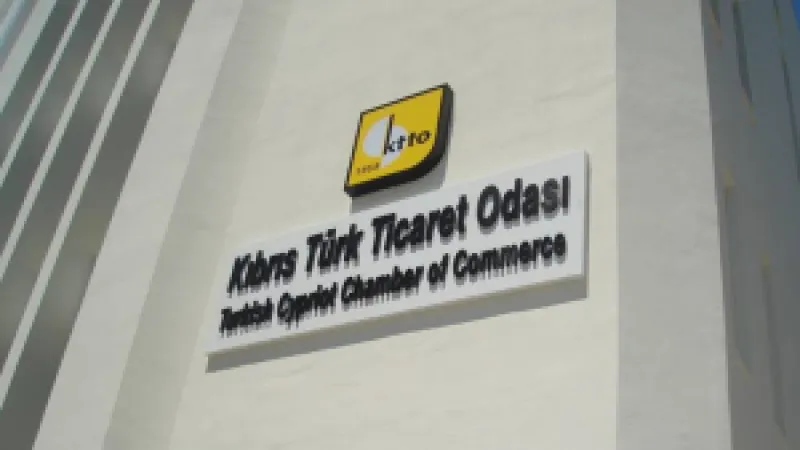 ktto
1958
Kıbrıs Türk Ticaret Odası
Turkish Cypriot Chamber of Commerce